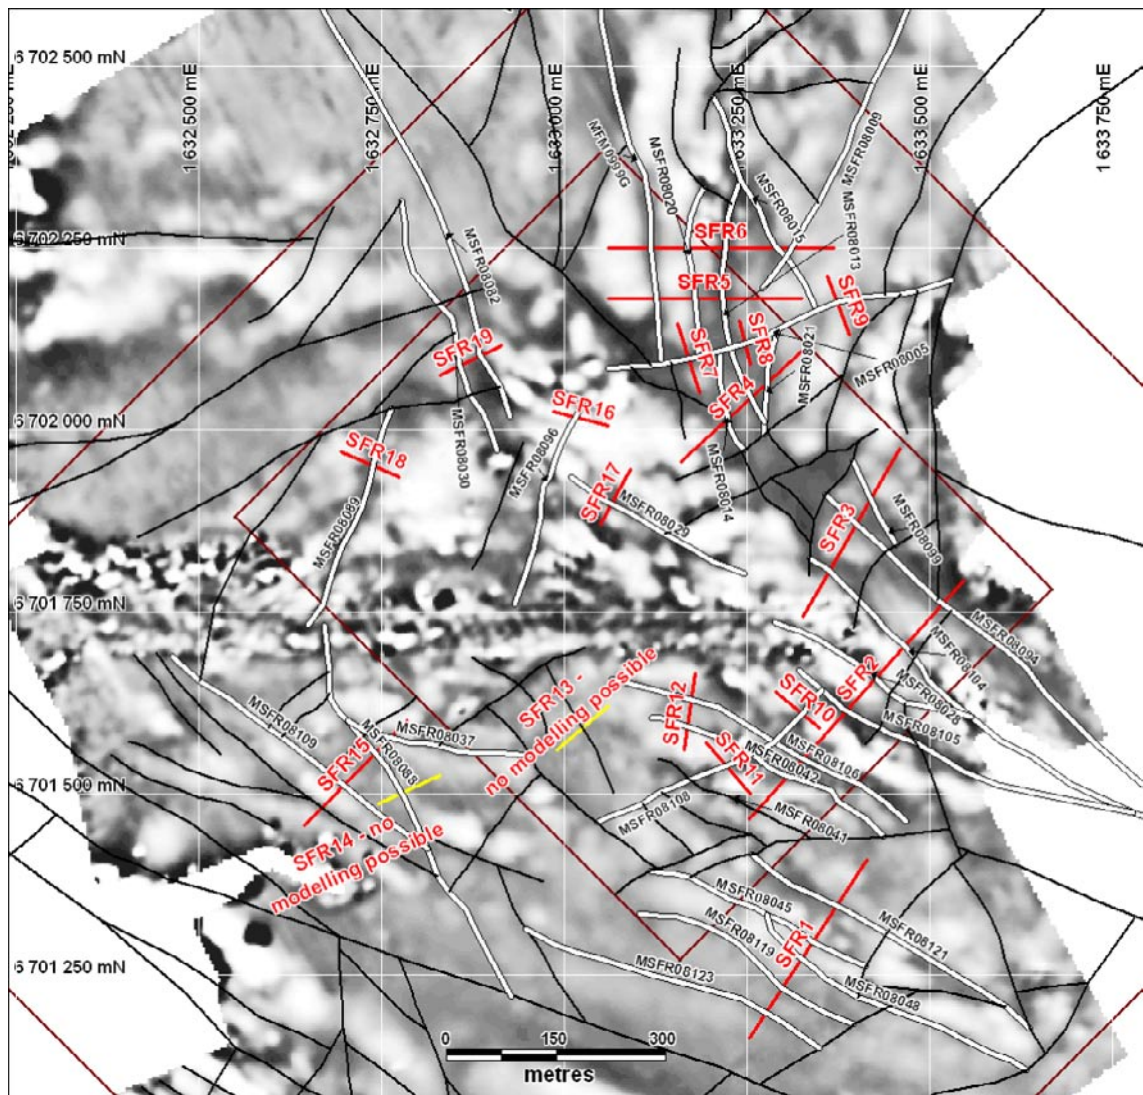 6 702 500 mN
1 632 500 mE
1 632 750 mE
1 633 000 mE
1 633 250 mE
1 633 500 mE
1 633 750 mE
MFM0999G
MSFR08020
MSFR08009
MSFR08015
MSFR08013
6 702 250 mN
SFR6
MSFR08082
SFR5
SFR9
SFR19
SFR7
SFR8
MSFR08021
MSFR08005
SFR4
6 702 000 mN
SFR16
SFR18
MSFR08030
MSFR08096
MSFR08014
SFR17
MSFR08029
MSFR08089
SFR3
MSFR08099
6 701 750 mN
MSFR08094
MSFR08104
SFR2
MSFR08028
SFR13 -
no modelling possible
SFR12
SFR10
MSFR08105
MSFR08109
MSFR08037
MSFR08088
SFR15
SFR11
MSFR08106
MSFR08042
6 701 500 mN
MSFR08108
MSFR08041
SFR14 - no
modelling possible
MSFR08045
MSFR08119
SFR1
MSFR08121
6 701 250 mN
MSFR08123
MSFR08048
0 150 300
metres